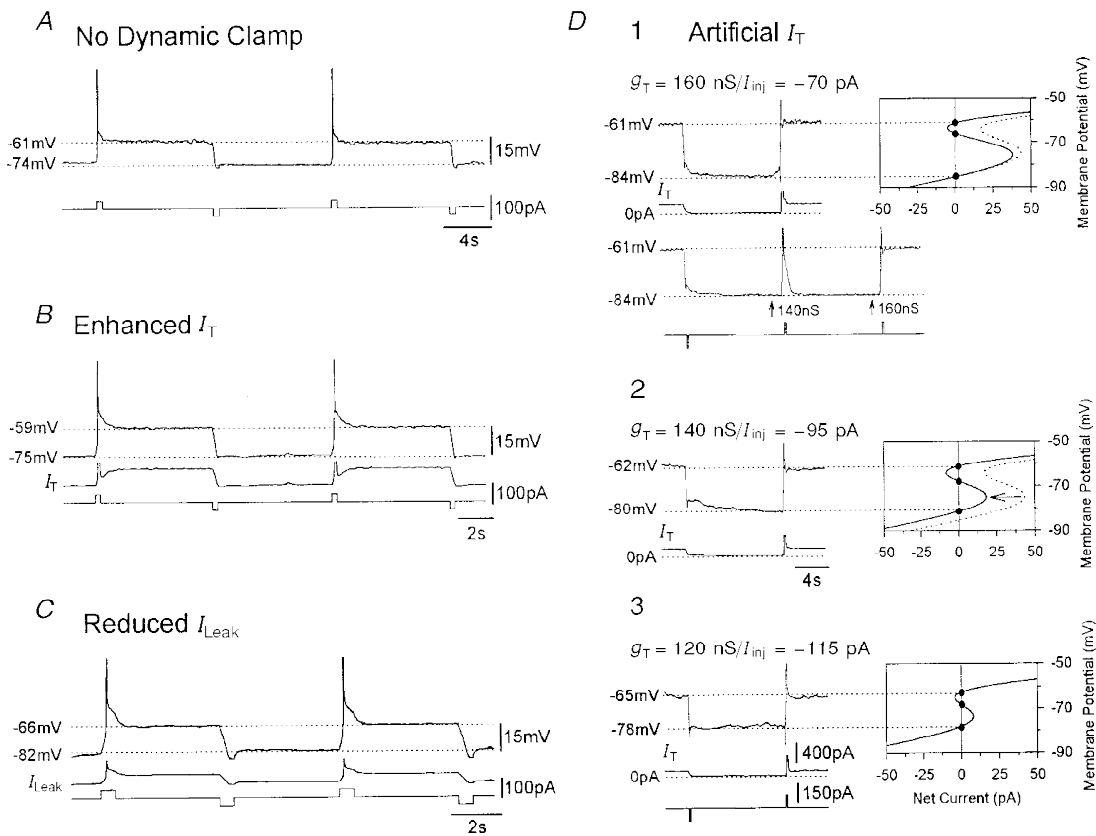 A
No Dynamic Clamp
-61mV
-74mV
15mV
100pA
4s
B
Enhanced I_T
-59mV
-75mV
15mV
I_T
100pA
2s
C
Reduced I_Leak
-66mV
-82mV
15mV
I_Leak
100pA
2s
D
1 Artificial I_T
g_T = 160 nS/I_inj = −70 pA
-61mV
-84mV
I_T
0pA
-50
-70
-90
Membrane Potential (mV)
-50 -25 0 25 50
-61mV
-84mV
140nS
160nS
2
g_T = 140 nS/I_inj = −95 pA
-62mV
-80mV
I_T
0pA
4s
-50
-70
-90
Membrane Potential (mV)
-50 -25 0 25 50
3
g_T = 120 nS/I_inj = −115 pA
-65mV
-78mV
I_T
0pA
400pA
150pA
-50
-70
-90
Membrane Potential (mV)
-50 -25 0 25 50
Net Current (pA)